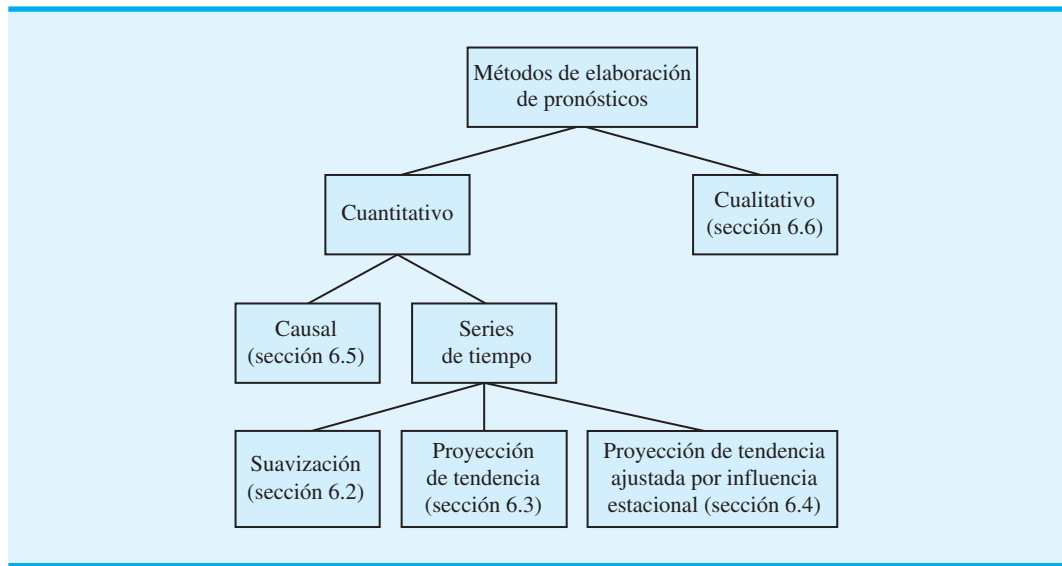 Métodos de elaboración
de pronósticos
Cuantitativo
Cualitativo
(sección 6.6)
Causal
(sección 6.5)
Series
de tiempo
Suavización
(sección 6.2)
Proyección
de tendencia
(sección 6.3)
Proyección de tendencia
ajustada por influencia
estacional (sección 6.4)